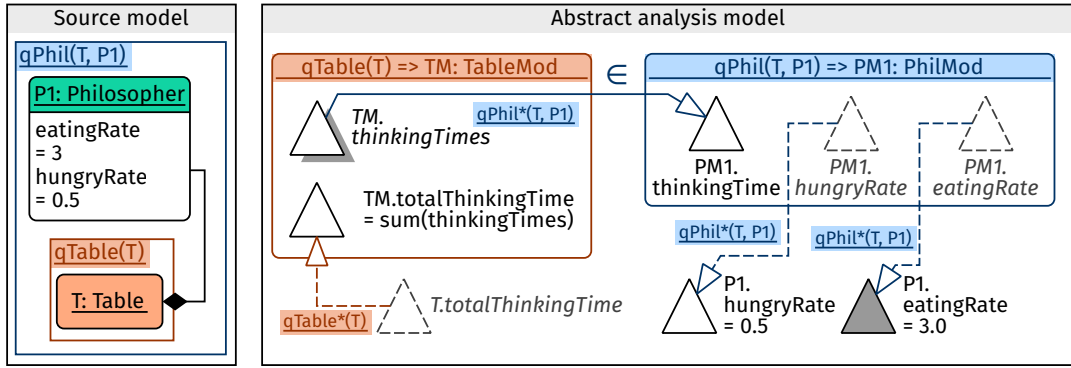 Source model
qPhil(T, P1)
P1: Philosopher
eatingRate
= 3
hungryRate
= 0.5
qTable(T)
T: Table
Abstract analysis model
qTable(T) => TM: TableMod
∈
qPhil(T, P1) => PM1: PhilMod
TM.
thinkingTimes
qPhil*(T, P1)
PM1.
thinkingTime
PM1.
hungryRate
PM1.
eatingRate
TM.totalThinkingTime
= sum(thinkingTimes)
qPhil*(T, P1)
qPhil*(T, P1)
T.totalThinkingTime
qTable*(T)
P1.
hungryRate
= 0.5
P1.
eatingRate
= 3.0